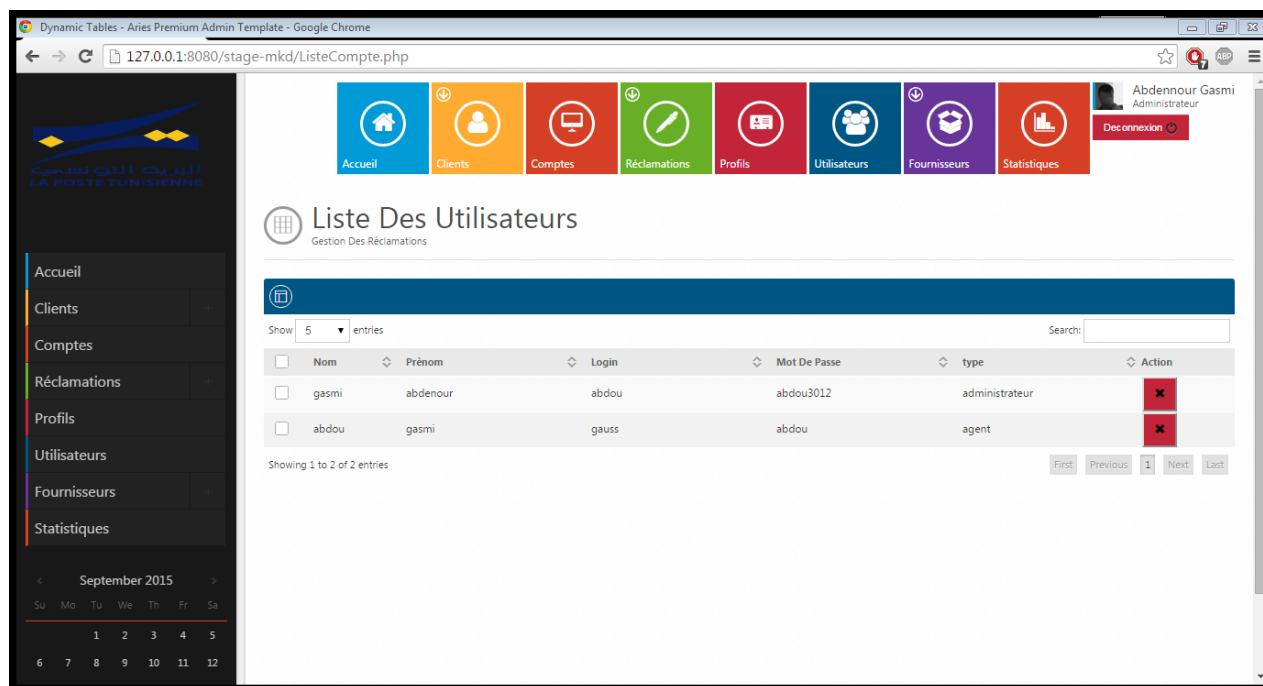 Dynamic Tables - Aries Premium Admin Template - Google Chrome
127.0.0.1:8080/stage-mkd/ListeCompte.php
7
ABP
البريد التونسي
LA POSTE TUNISIENNE
Accueil
Clients
Comptes
Réclamations
Profils
Utilisateurs
Fournisseurs
Statistiques
Abdennour Gasmi
Administrateur
Deconnexion
Liste Des Utilisateurs
Gestion Des Réclamations
Show 5 entries Search:
Nom Prènom Login Mot De Passe type Action
gasmi abdenour abdou abdou3012 administrateur
abdou gasmi gauss abdou agent
Showing 1 to 2 of 2 entries First Previous 1 Next Last
Accueil
Clients +
Comptes
Réclamations +
Profils
Utilisateurs
Fournisseurs +
Statistiques
< September 2015 >
Su Mo Tu We Th Fr Sa
1 2 3 4 5
6 7 8 9 10 11 12